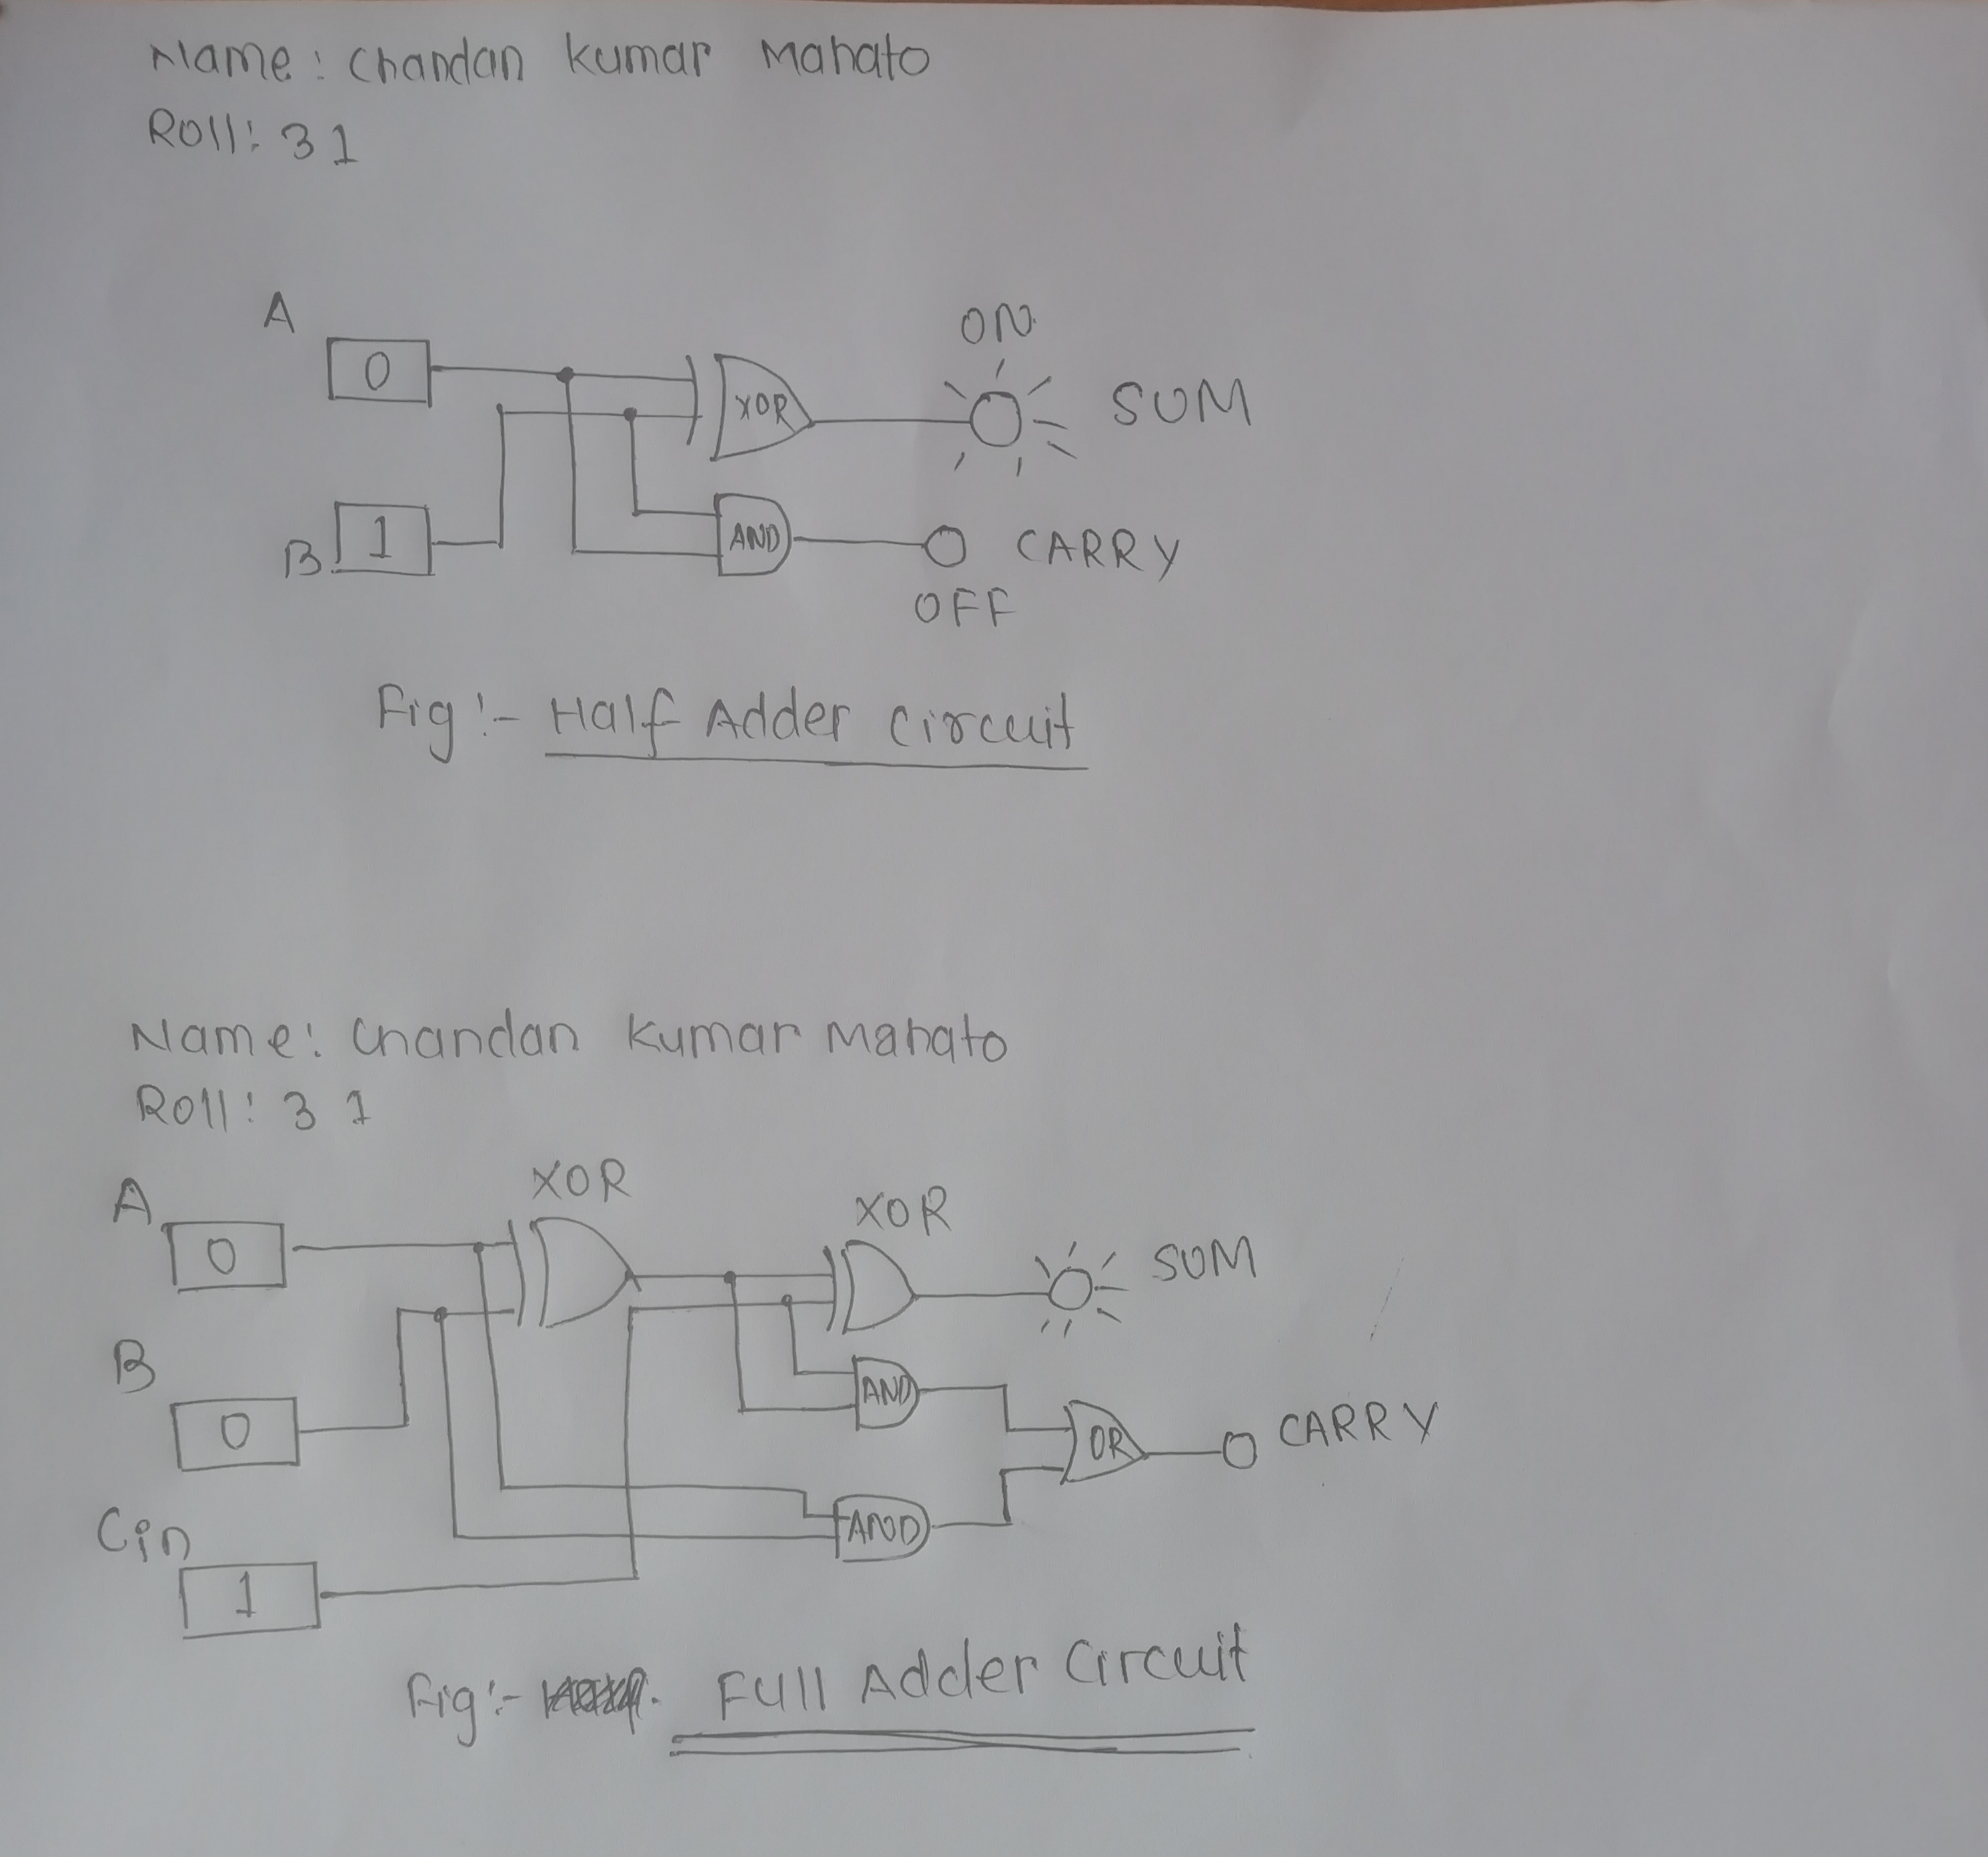 Name: Chandan Kumar Mahato
Roll: 31
A
0
ON
XOR
SUM
B
1
AND
CARRY
OFF
Fig:- Half Adder Circuit
Name: Chandan Kumar Mahato
Roll: 31
A
XOR
XOR
0
SUM
B
AND
0
OR
CARRY
Cin
AND
1
Fig:- Full Adder Circuit